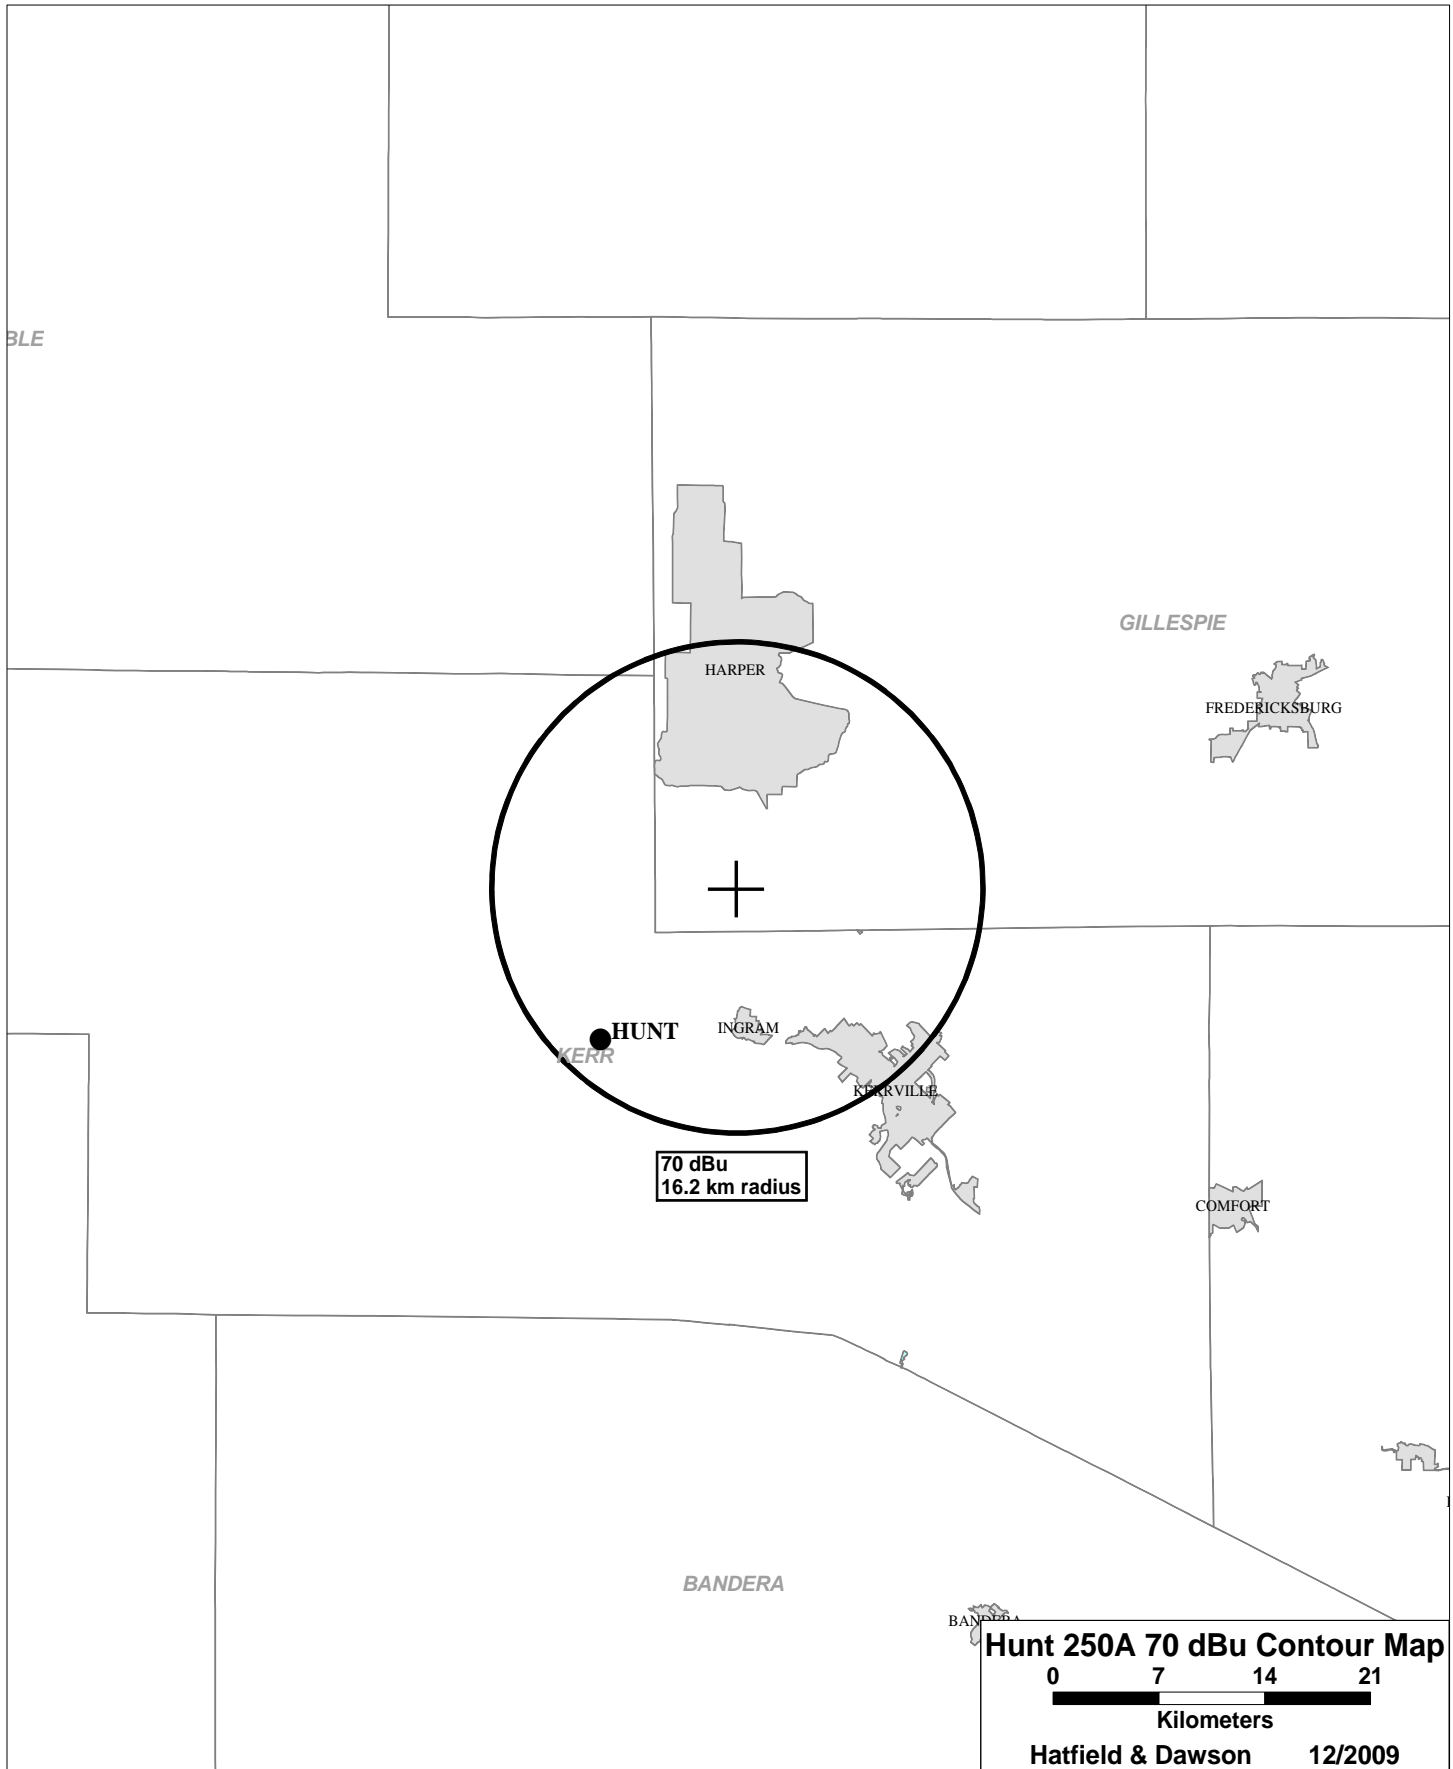 BLE
GILLESPIE
HARPER
FREDERICKSBURG
HUNT
INGRAM
KERR
KERRVILLE
70 dBu
16.2 km radius
COMFORT
BANDERA
BANDERA
Hunt 250A 70 dBu Contour Map
0 7 14 21
Kilometers
Hatfield & Dawson 12/2009